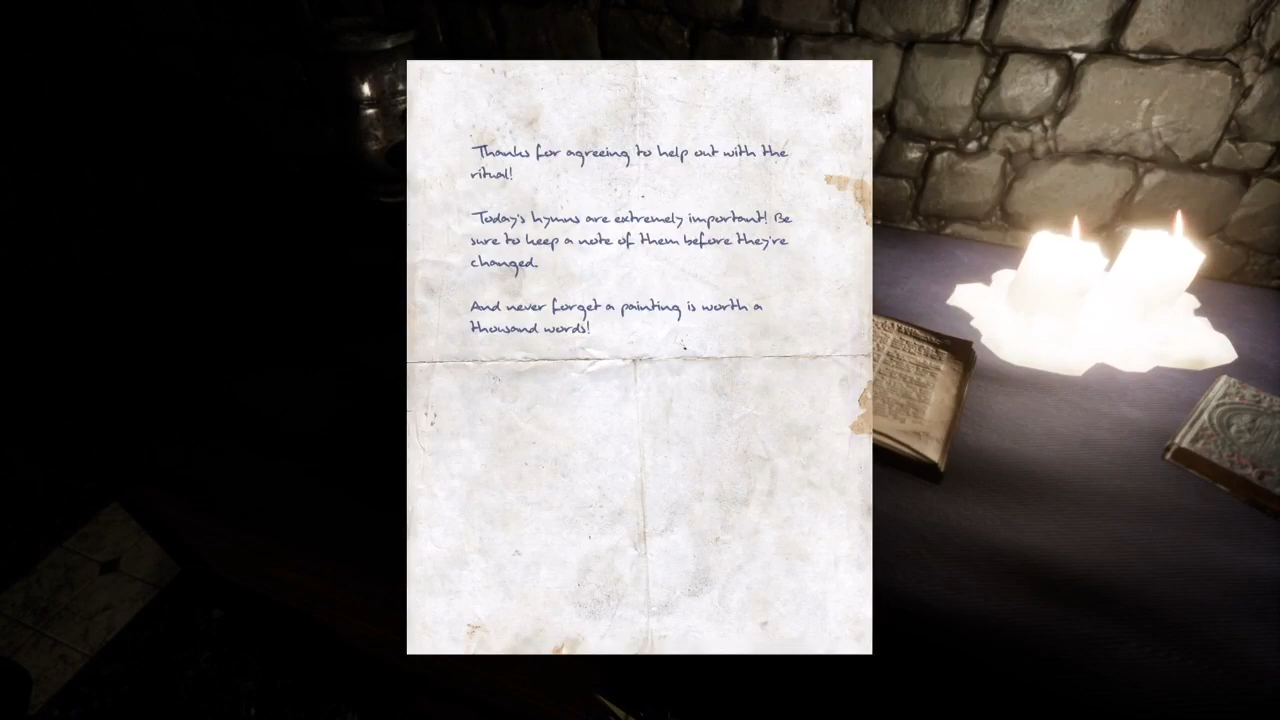 Thanks for agreeing to help out with the
ritual!
Today's hymns are extremely important! Be
sure to keep a note of them before they're
changed.
And never forget a painting is worth a
thousand words!